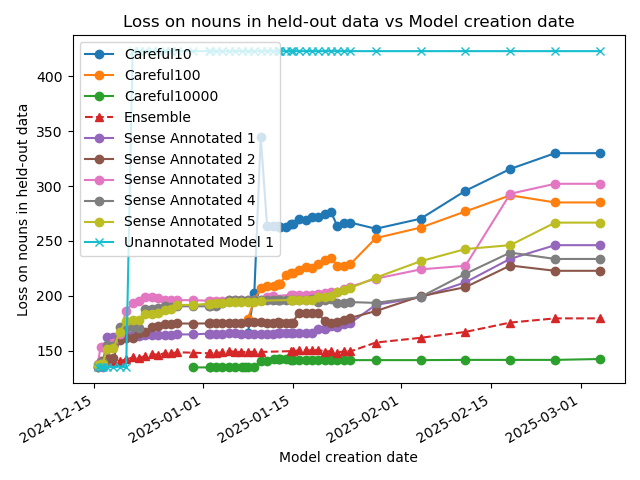 Loss on nouns in held-out data vs Model creation date
Loss on nouns in held-out data
400
350
300
250
200
150
Careful10
Careful100
Careful10000
Ensemble
Sense Annotated 1
Sense Annotated 2
Sense Annotated 3
Sense Annotated 4
Sense Annotated 5
Unannotated Model 1
2024-12-15
2025-01-01
2025-01-15
2025-02-01
2025-02-15
2025-03-01
Model creation date